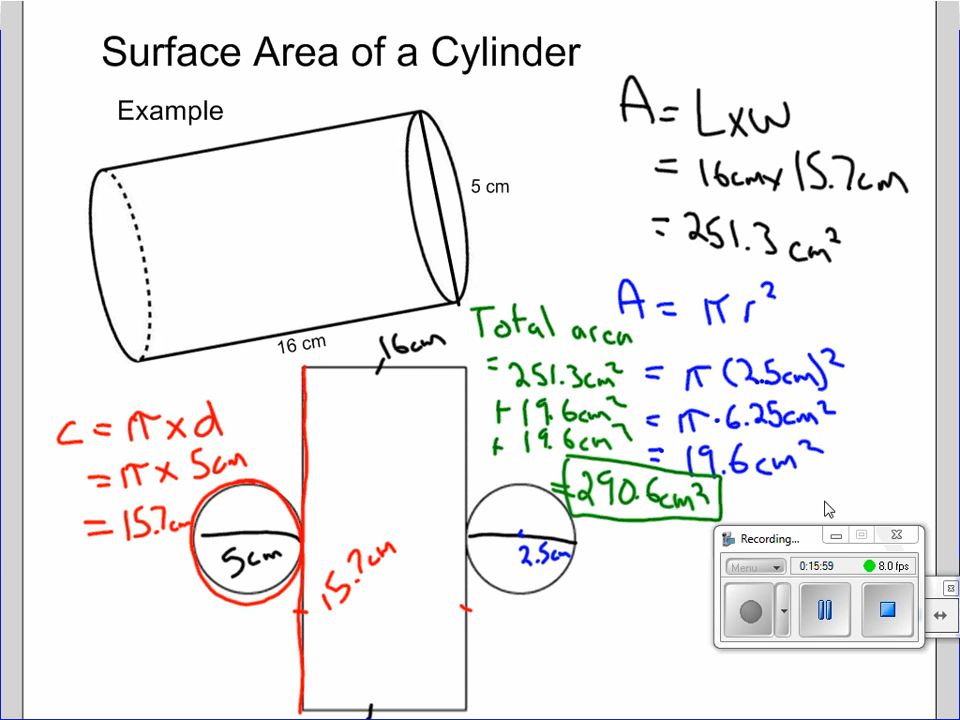 Surface Area of a Cylinder
Example
5 cm
16 cm
A = L x w
= 16cm x 15.7cm
= 251.3 cm²
A = π r²
= π (2.5cm)²
= π · 6.25cm²
= 19.6cm²
Total area
= 251.3cm²
+ 19.6cm²
+ 19.6cm²
= 290.6cm²
16cm
C = π x d
= π x 5cm
= 15.7cm
5cm
15.7cm
2.5cm
Recording...
Menu
0:15:59
8.0 fps